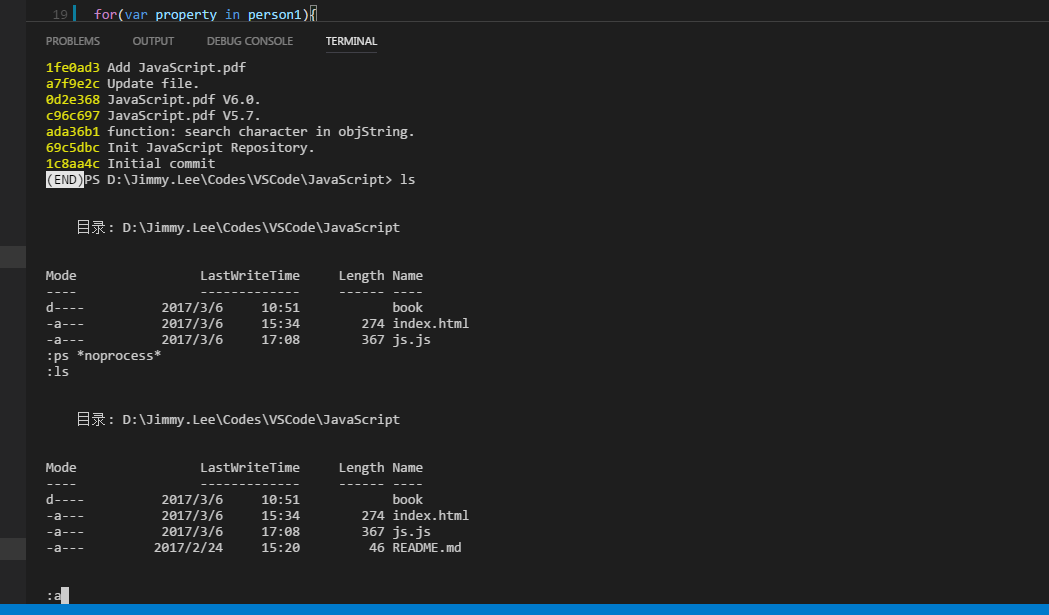 19 for(var property in person1){
PROBLEMS OUTPUT DEBUG CONSOLE TERMINAL
1fe0ad3 Add JavaScript.pdf
a7f9e2c Update file.
0d2e368 JavaScript.pdf V6.0.
c96c697 JavaScript.pdf V5.7.
ada36b1 function: search character in objString.
69c5dbc Init JavaScript Repository.
1c8aa4c Initial commit
(END)PS D:\Jimmy.Lee\Codes\VSCode\JavaScript> ls
目录: D:\Jimmy.Lee\Codes\VSCode\JavaScript
Mode LastWriteTime Length Name
---- ------------- ------ ----
d---- 2017/3/6 10:51 book
-a--- 2017/3/6 15:34 274 index.html
-a--- 2017/3/6 17:08 367 js.js
:ps *noprocess*
:ls
目录: D:\Jimmy.Lee\Codes\VSCode\JavaScript
Mode LastWriteTime Length Name
---- ------------- ------ ----
d---- 2017/3/6 10:51 book
-a--- 2017/3/6 15:34 274 index.html
-a--- 2017/3/6 17:08 367 js.js
-a--- 2017/2/24 15:20 46 README.md
:a